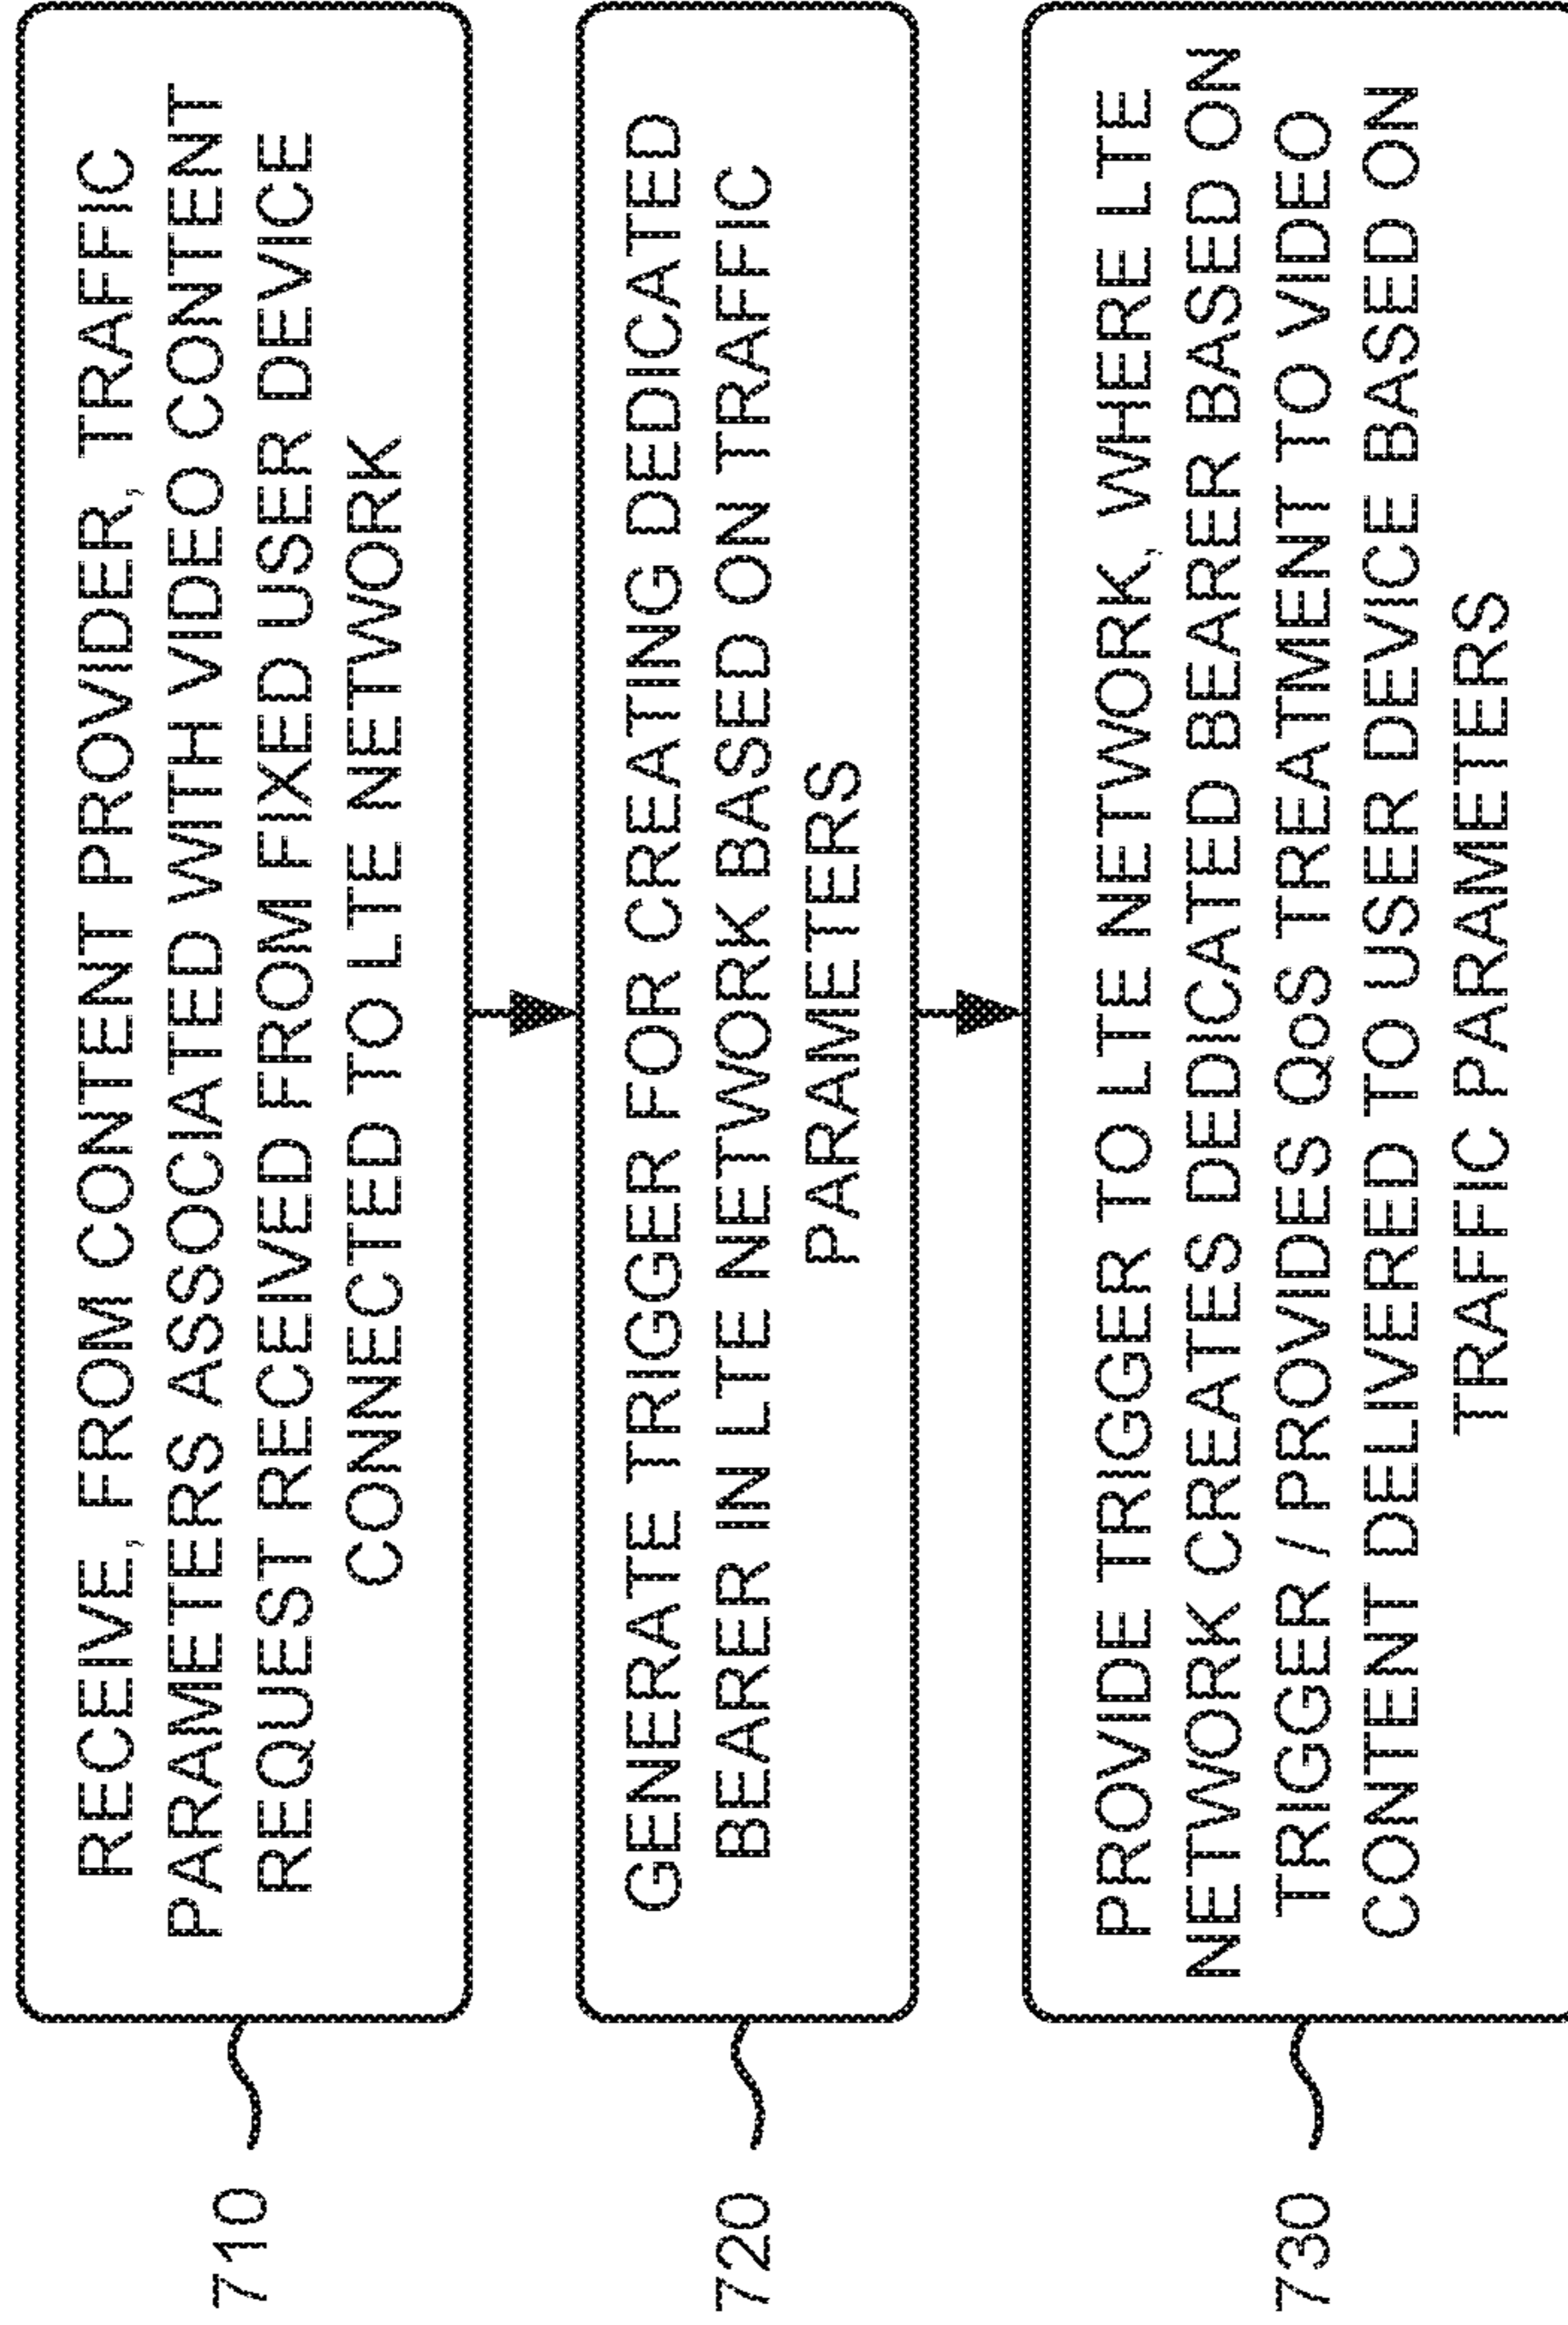 710
RECEIVE, FROM CONTENT PROVIDER, TRAFFIC
PARAMETERS ASSOCIATED WITH VIDEO CONTENT
REQUEST RECEIVED FROM FIXED USER DEVICE
CONNECTED TO LTE NETWORK
720
GENERATE TRIGGER FOR CREATING DEDICATED
BEARER IN LTE NETWORK BASED ON TRAFFIC
PARAMETERS
730
PROVIDE TRIGGER TO LTE NETWORK, WHERE LTE
NETWORK CREATES DEDICATED BEARER BASED ON
TRIGGER / PROVIDES QoS TREATMENT TO VIDEO
CONTENT DELIVERED TO USER DEVICE BASED ON
TRAFFIC PARAMETERS